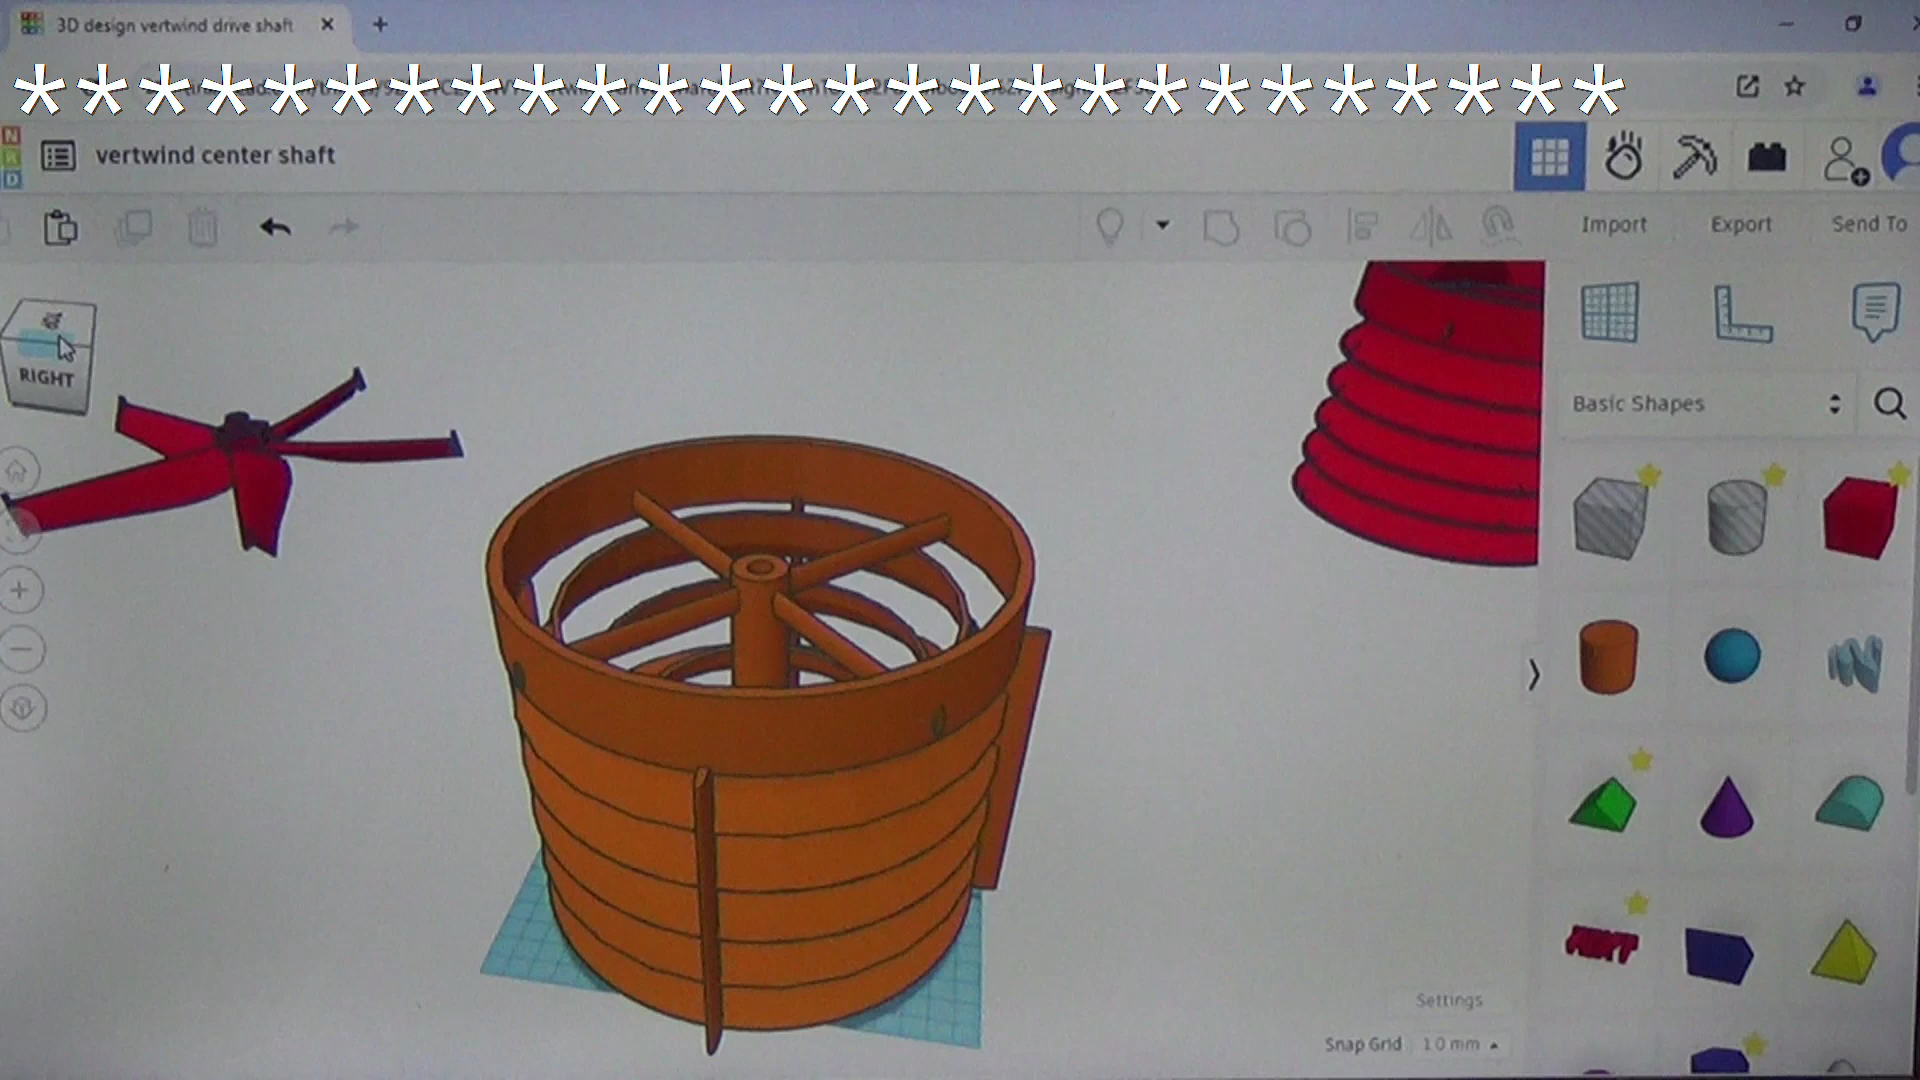 3D design vertwind drive shaft
**************************
N
R
D
vertwind center shaft
Import Export Send To
RIGHT
Basic Shapes
TEXT
Settings
Snap Grid 1.0 mm